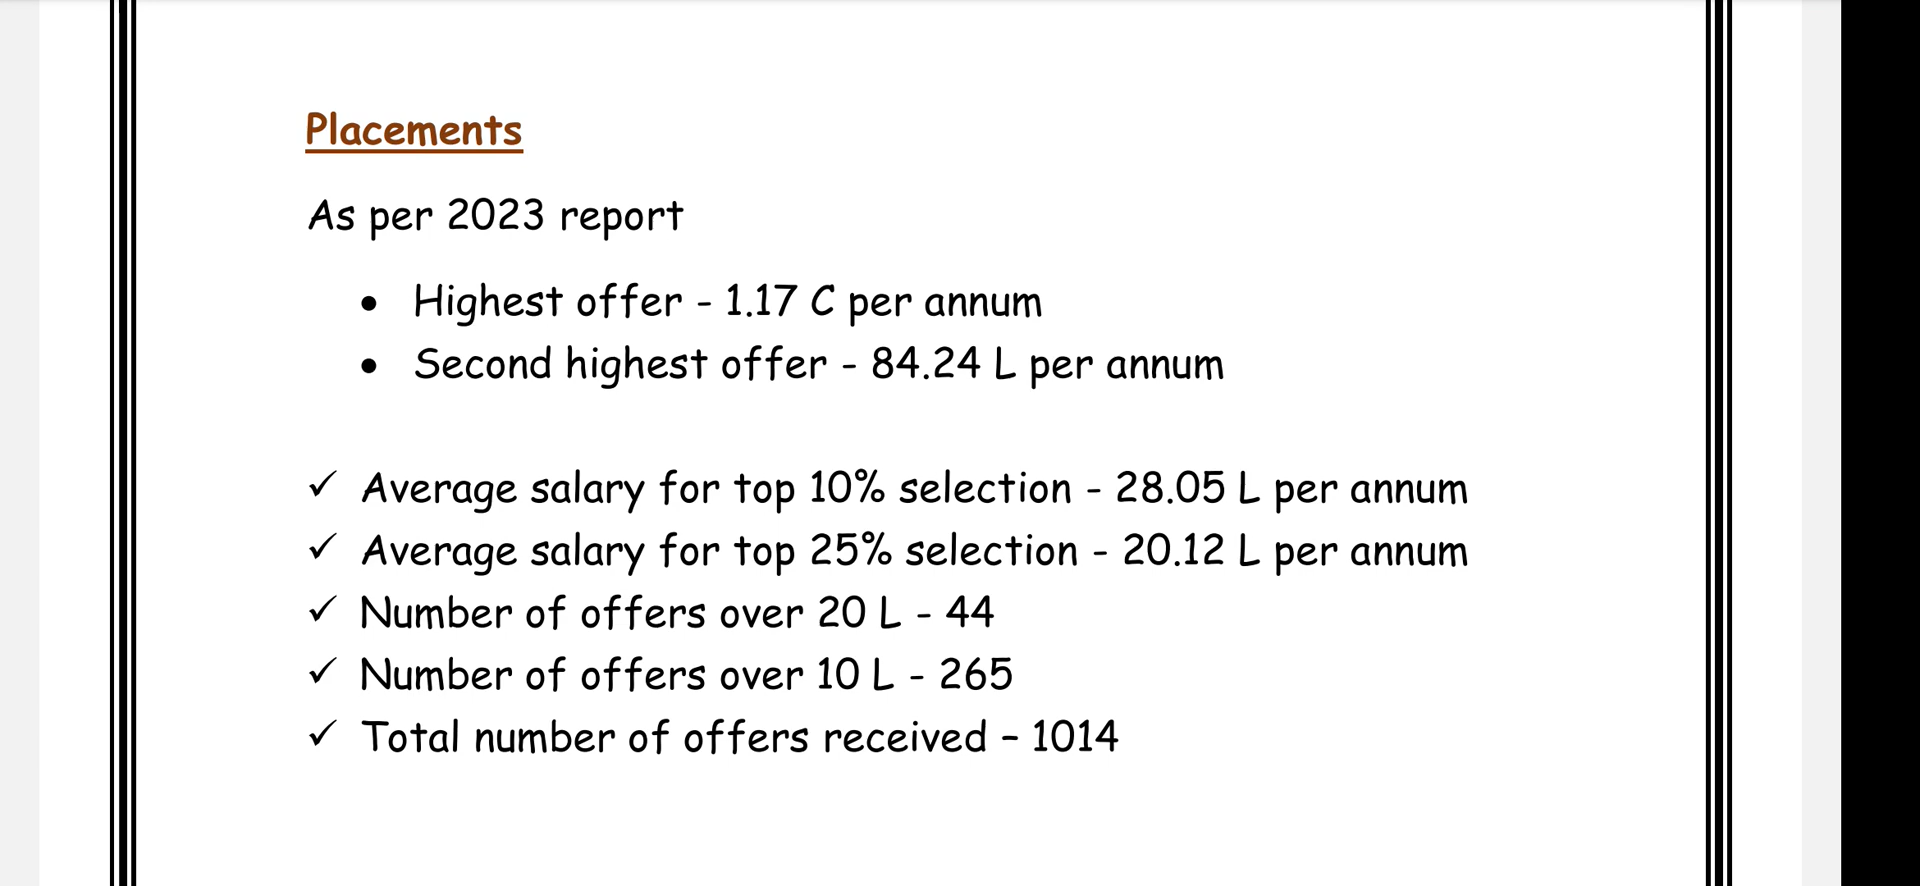 Placements
As per 2023 report
• Highest offer - 1.17 C per annum
• Second highest offer - 84.24 L per annum
✓ Average salary for top 10% selection - 28.05 L per annum
✓ Average salary for top 25% selection - 20.12 L per annum
✓ Number of offers over 20 L - 44
✓ Number of offers over 10 L - 265
✓ Total number of offers received – 1014